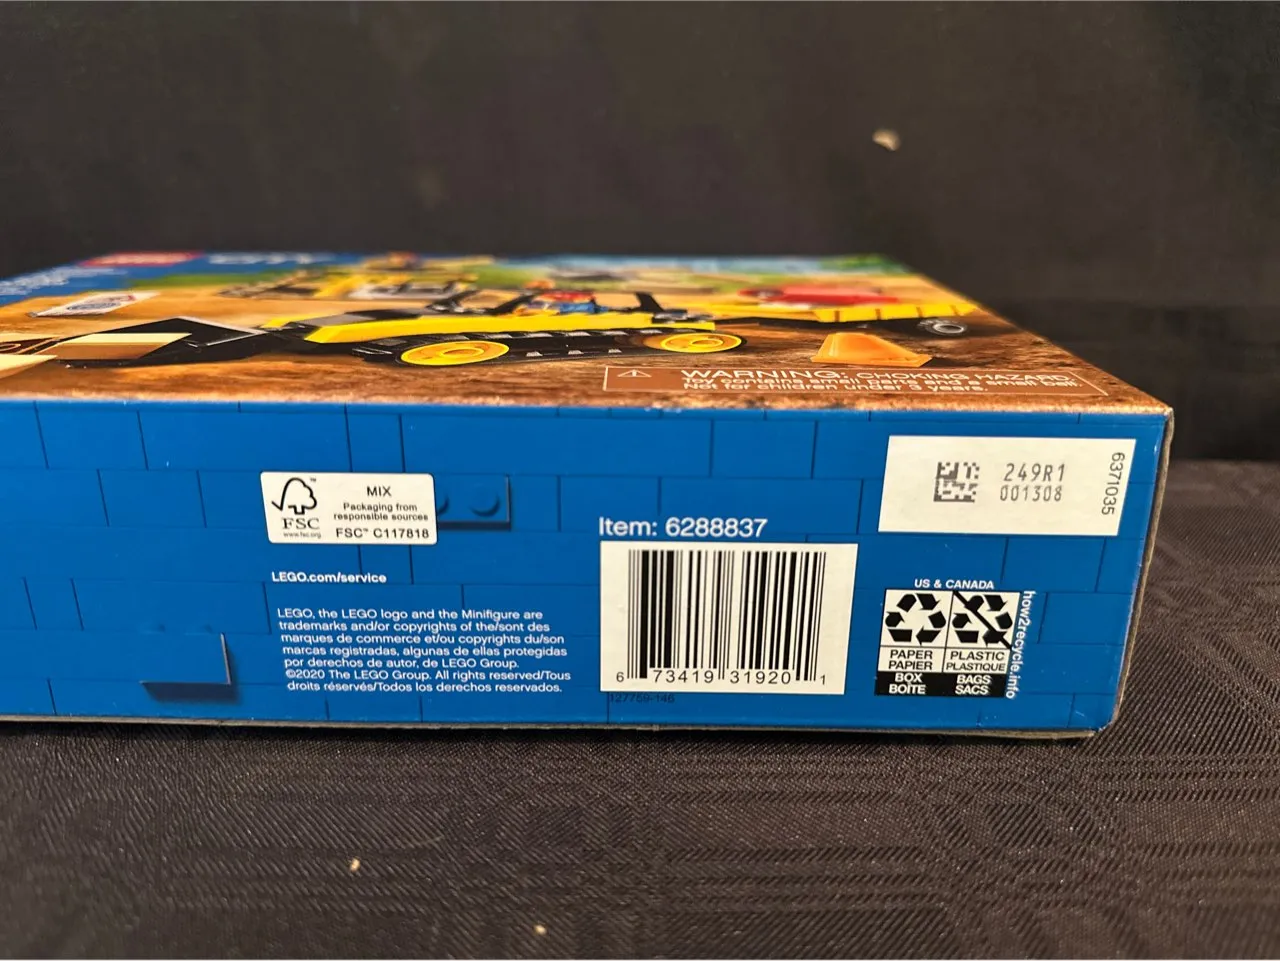 WARNING: CHOKING HAZARD.
Toy contains small parts and a small ball.
Not for children under 3 years.
249R1
001308
6371035
MIX
Packaging from
responsible sources
FSC™ C117818
FSC
www.fsc.org
Item: 6288837
LEGO.com/service
LEGO, the LEGO logo and the Minifigure are
trademarks and/or copyrights of the/sont des
marques de commerce et/ou copyrights du/son
marcas registradas, algunas de ellas protegidas
por derechos de autor, de LEGO Group.
©2020 The LEGO Group. All rights reserved/Tous
droits réservés/Todos los derechos reservados.
6 73419 31920 1
127759-146
US & CANADA
PAPER
PAPIER
BOX
BOÎTE
PLASTIC
PLASTIQUE
BAGS
SACS
how2recycle.info